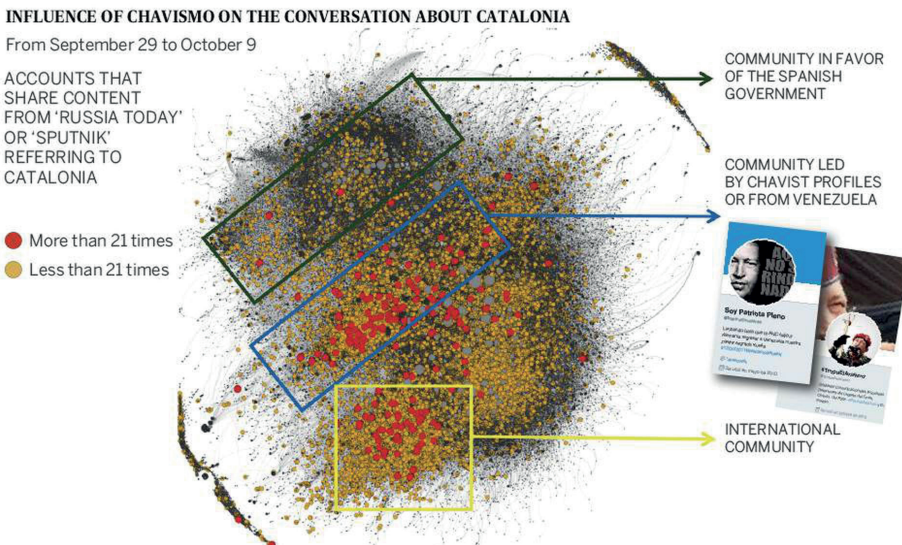 INFLUENCE OF CHAVISMO ON THE CONVERSATION ABOUT CATALONIA
From September 29 to October 9
ACCOUNTS THAT
SHARE CONTENT
FROM ‘RUSSIA TODAY’
OR ‘SPUTNIK’
REFERRING TO
CATALONIA
More than 21 times
Less than 21 times
COMMUNITY IN FAVOR
OF THE SPANISH
GOVERNMENT
COMMUNITY LED
BY CHAVIST PROFILES
OR FROM VENEZUELA
Soy Patriota Pleno
INTERNATIONAL
COMMUNITY